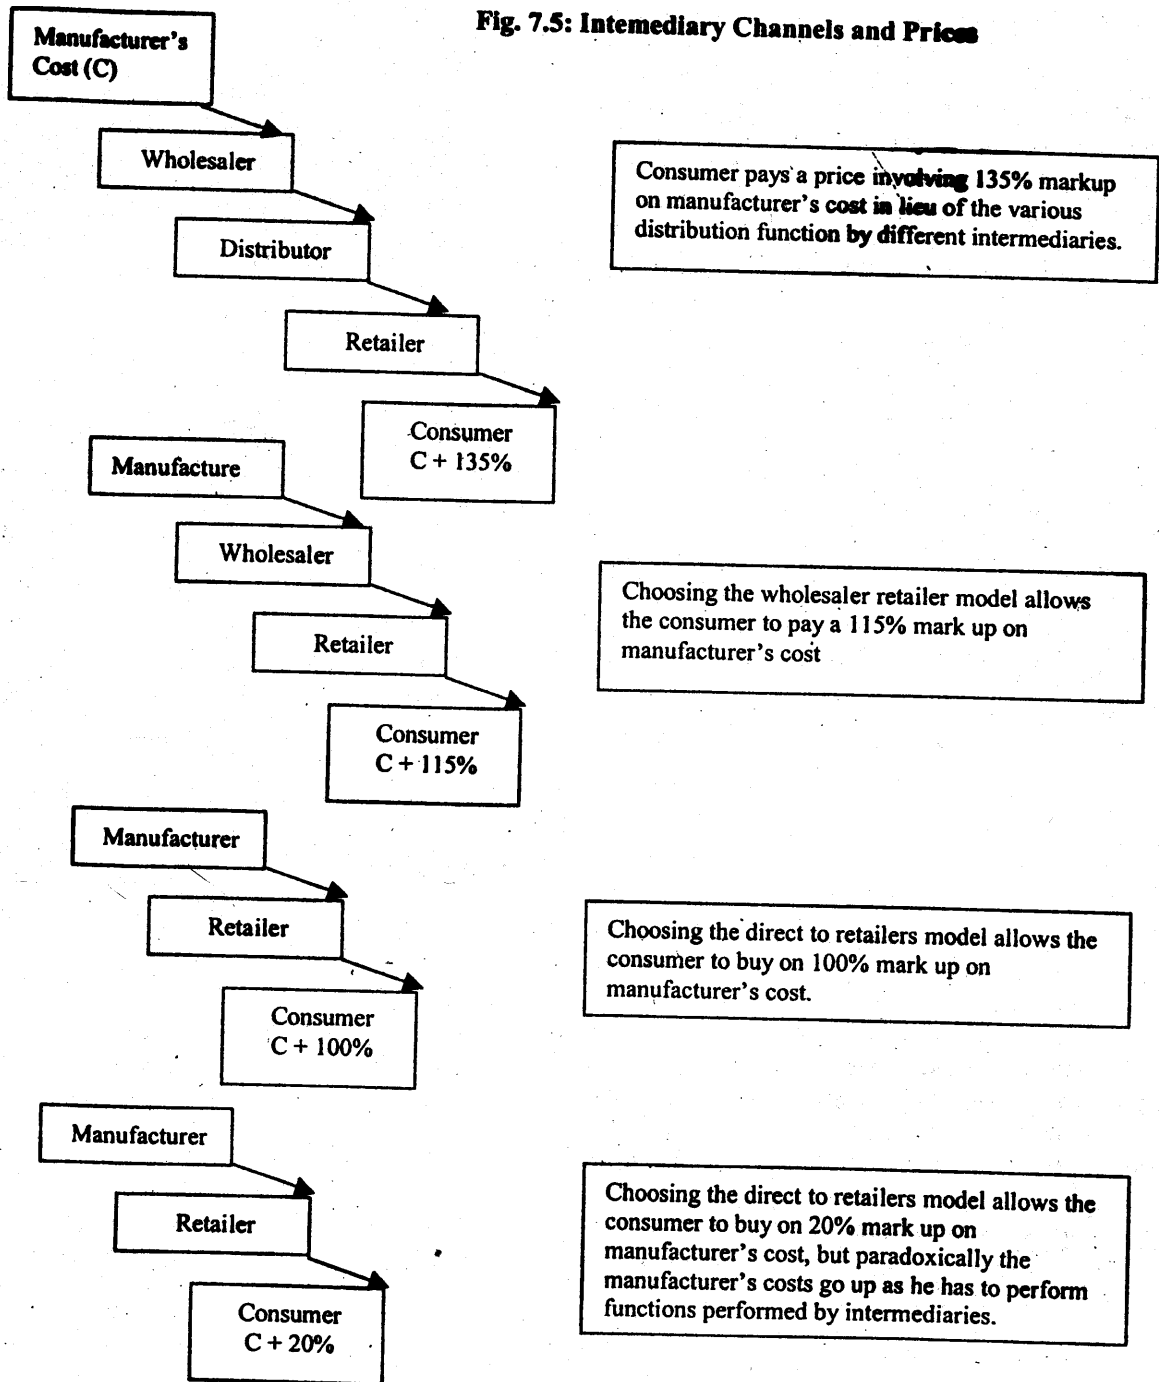 Fig. 7.5: Intemediary Channels and Prices
Manufacturer's
Cost (C)
Wholesaler
Distributor
Retailer
Consumer
C + 135%
Consumer pays a price involving 135% markup
on manufacturer's cost in lieu of the various
distribution function by different intermediaries.
Manufacture
Wholesaler
Retailer
Consumer
C + 115%
Choosing the wholesaler retailer model allows
the consumer to pay a 115% mark up on
manufacturer's cost
Manufacturer
Retailer
Consumer
C + 100%
Choosing the direct to retailers model allows the
consumer to buy on 100% mark up on
manufacturer's cost.
Manufacturer
Retailer
Consumer
C + 20%
Choosing the direct to retailers model allows the
consumer to buy on 20% mark up on
manufacturer's cost, but paradoxically the
manufacturer's costs go up as he has to perform
functions performed by intermediaries.